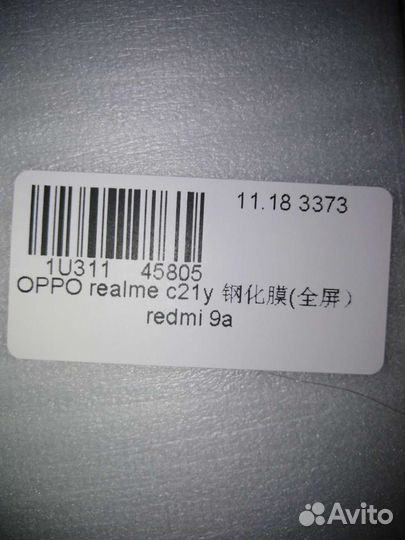 11.18 3373
1U311 45805
OPPO realme c21y 钢化膜(全屏）
redmi 9a
Avito